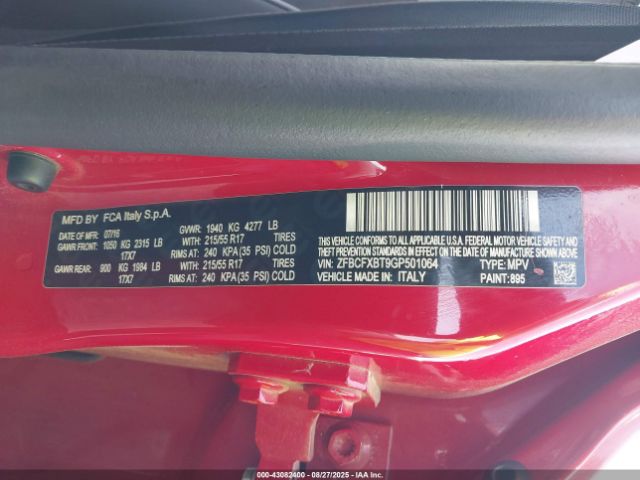 MFD BY FCA Italy S.p.A.
DATE OF MFR: 07/16 GVWR: 1940 KG 4277 LB
GAWR FRONT: 1050 KG 2315 LB WITH: 215/55 R17 TIRES
17X7 RIMS AT: 240 KPA(35 PSI) COLD
GAWR REAR: 900 KG 1984 LB WITH: 215/55 R17 TIRES
17X7 RIMS AT: 240 KPA(35 PSI) COLD
THIS VEHICLE CONFORMS TO ALL APPLICABLE U.S.A. FEDERAL MOTOR VEHICLE
SAFETY, BUMPER, AND THEFT PREVENTION STANDARDS IN EFFECT ON THE DATE OF MANUFACTURE SHOWN ABOVE
VIN: ZFBCFXBT9GP501064 TYPE: MPV
VEHICLE MADE IN: ITALY PAINT: 895
000-43082400 - 08/27/2025 - IAAI.COM